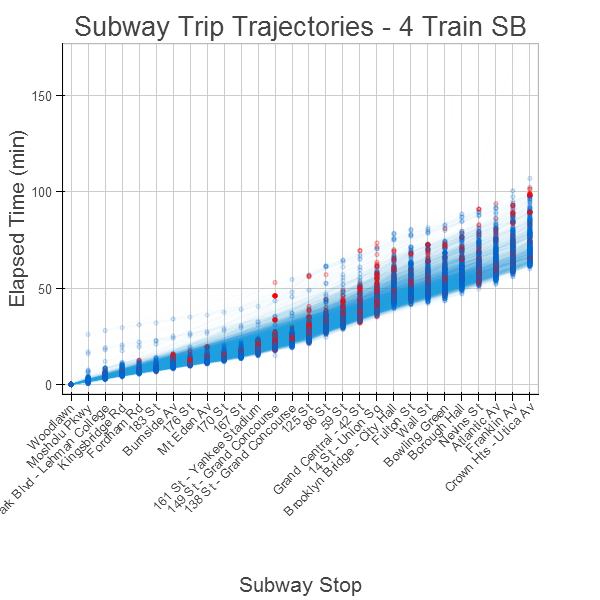 Subway Trip Trajectories - 4 Train SB
Elapsed Time (min)
150
100
50
0
Woodlawn
Mosholu Pkwy
ark Blvd - Lehman College
Kingsbridge Rd
Fordham Rd
183 St
Burnside Av
176 St
Mt Eden Av
170 St
167 St
161 St - Yankee Stadium
149 St - Grand Concourse
138 St - Grand Concourse
125 St
86 St
59 St
Grand Central - 42 St
14 St - Union Sq
Brooklyn Bridge - City Hall
Fulton St
Wall St
Bowling Green
Borough Hall
Nevins St
Atlantic Av
Franklin Av
Crown Hts - Utica Av
Subway Stop